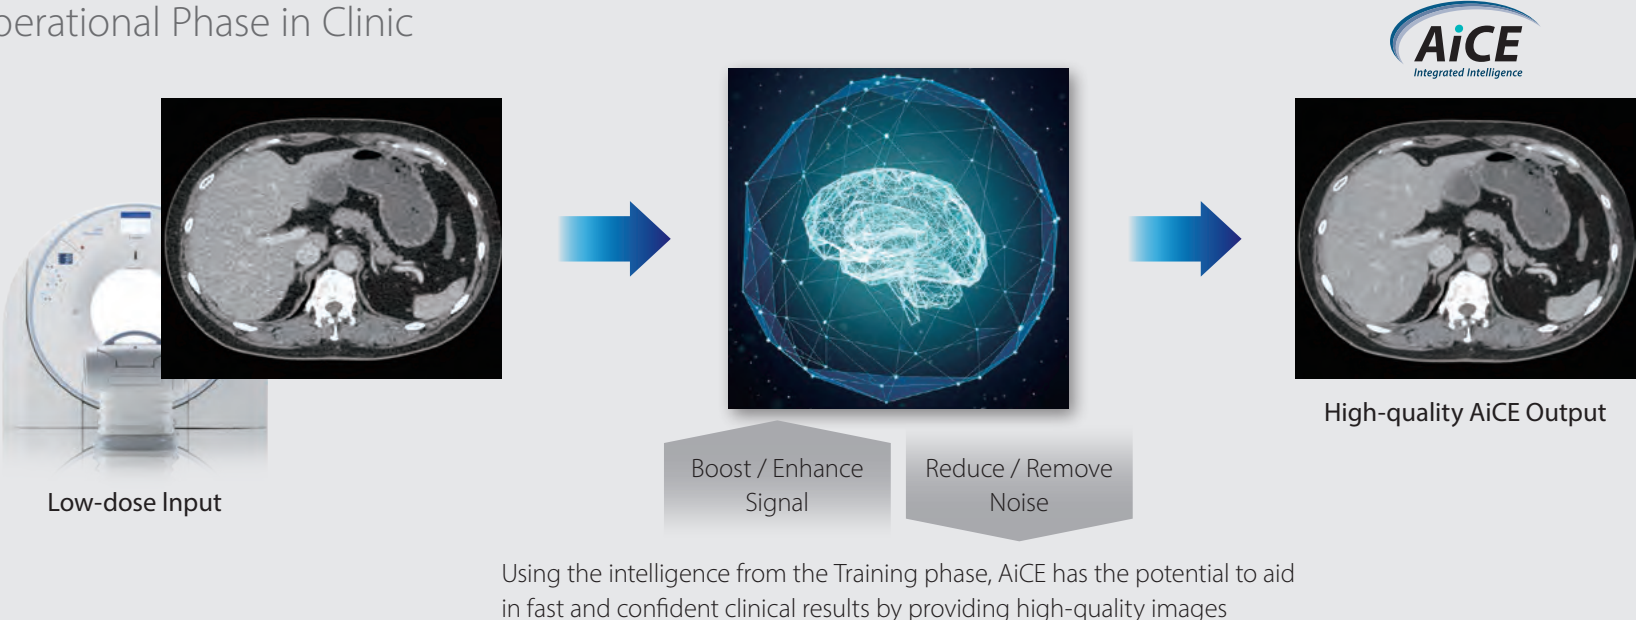 perational Phase in Clinic
AiCE
Integrated Intelligence
High-quality AiCE Output
Low-dose Input
Boost / Enhance
Signal
Reduce / Remove
Noise
Using the intelligence from the Training phase, AiCE has the potential to aid
in fast and confident clinical results by providing high-quality images